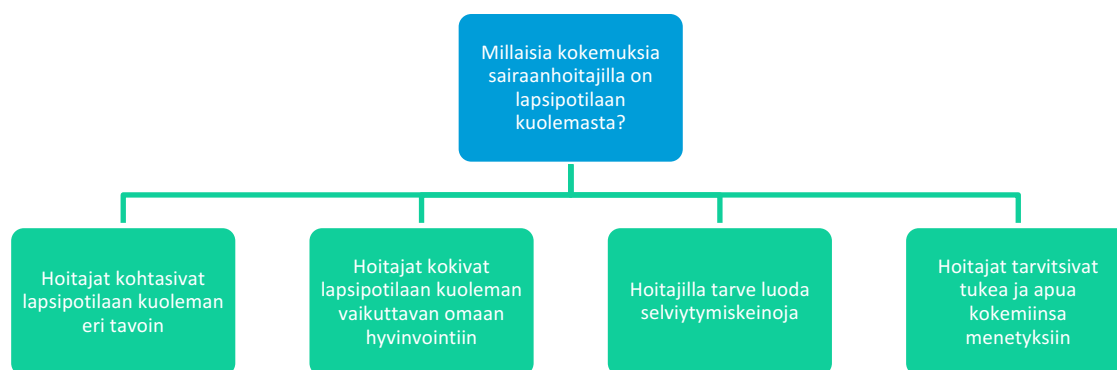 Millaisia kokemuksia
sairaanhoitajilla on
lapsipotilaan
kuolemasta?
Hoitajat kohtasivat
lapsipotilaan kuoleman
eri tavoin
Hoitajat kokivat
lapsipotilaan kuoleman
vaikuttavan omaan
hyvinvointiin
Hoitajilla tarve luoda
selviytymiskeinoja
Hoitajat tarvitsivat
tukea ja apua
kokemiinsa
menetyksiin